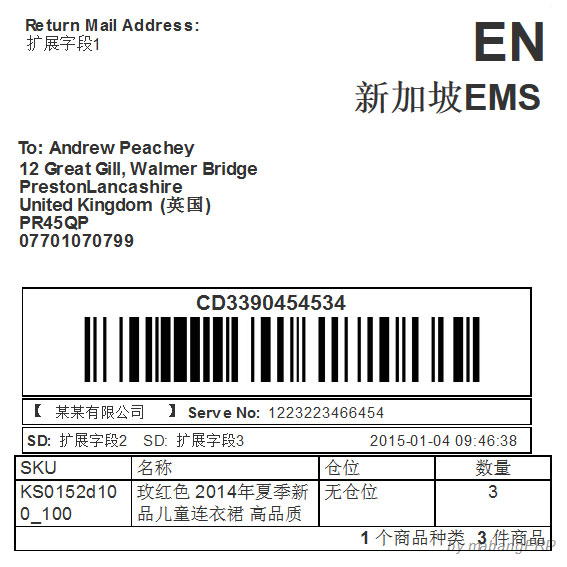 Return Mail Address:
扩展字段1
EN
新加坡EMS
To: Andrew Peachey
12 Great Gill, Walmer Bridge
PrestonLancashire
United Kingdom (英国)
PR45QP
07701070799
CD3390454534
【 某某有限公司 】 Serve No: 1223223466454
SD: 扩展字段2 SD: 扩展字段3 2015-01-04 09:46:38
SKU 名称 仓位 数量
KS0152d10 玫红色 2014年夏季新 无仓位 3
0_100 品儿童连衣裙 高品质
1 个商品种类 3 件商品
by mabangERP